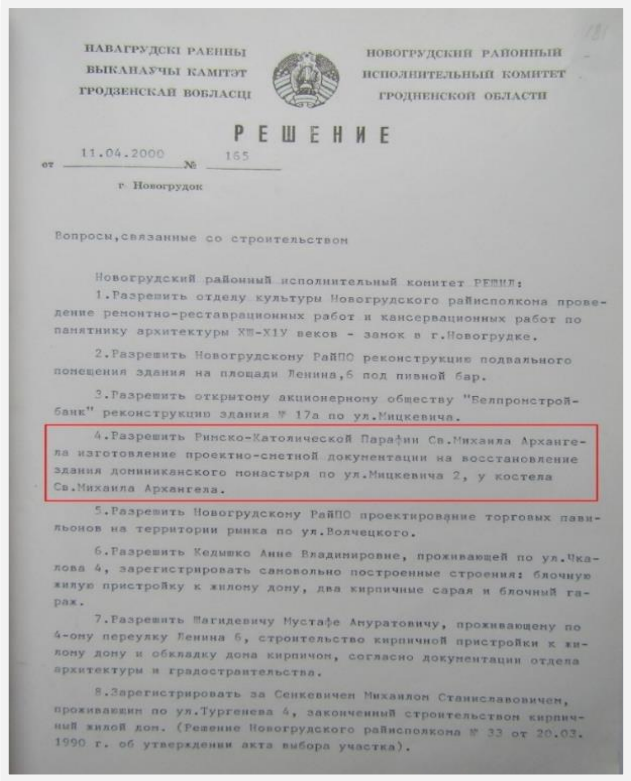 НАВАГРУДСКІ РАЕННЫ
ВЫКАНАУЧЫ КАМІТЭТ
ГРОДЗЕНСКАЙ ВОБЛАСЦІ
НОВОГРУДСКИЙ РАЙОННЫЙ
ИСПОЛНИТЕЛЬНЫЙ КОМИТЕТ
ГРОДНЕНСКОЙ ОБЛАСТИ
РЕШЕНИЕ
от 11.04.2000 № 165
г. Новогрудок
Вопросы,связанные со строительством
Новогрудский районный исполнительный комитет РЕШИЛ:
1.Разрешить отделу культуры Новогрудского райисполкома прове-
дение ремонтно-реставрационных работ и кансервационных работ по
памятнику архитектуры ХШ-Х1У веков - замок в г.Новогрудке.
2.Разрешить Новогрудскому РайПО реконструкцию подвального
помещения здания на площади Ленина,6 под пивной бар.
3.Разрешить открытому акционерному обществу "Белпромстрой-
банк" реконструкцию здания № 17а по ул.Мицкевича.
4.Разрешить Римско-Католической Парафии Св.Михаила Арханге-
ла изготовление проектно-сметной документации на восстановление
здания доминиканского монастыря по ул.Мицкевича 2, у костела
Св.Михаила Архангела.
5.Разрешить Новогрудскому РайПО проектирование торговых пави-
льонов на территории рынка по ул.Волчецкого.
6.Разрешить Кедышко Анне Владимировне, проживающей по ул.Чка-
лова 4, зарегистрировать самовольно построенные строения: блочную
жилую пристройку к жилому дому, два кирпичные сарая и блочный га-
раж.
7.Разрешить Шагидевичу Мустафе Амуратовичу, проживающему по
4-ому переулку Ленина 6, строительство кирпичной пристройки к жи-
лому дому и обкладку дома кирпичом, согласно документации отдела
архитектуры и градостраительства.
8.Зарегистрировать за Сенкевичем Михаилом Станиславовичем,
проживающим по ул.Тургенева 4, законченный строительством кирпич-
ный жилой дом. (Решение Новогрудского райисполкома № 33 от 20.03.
1990 г. об утверждении акта выбора участка).